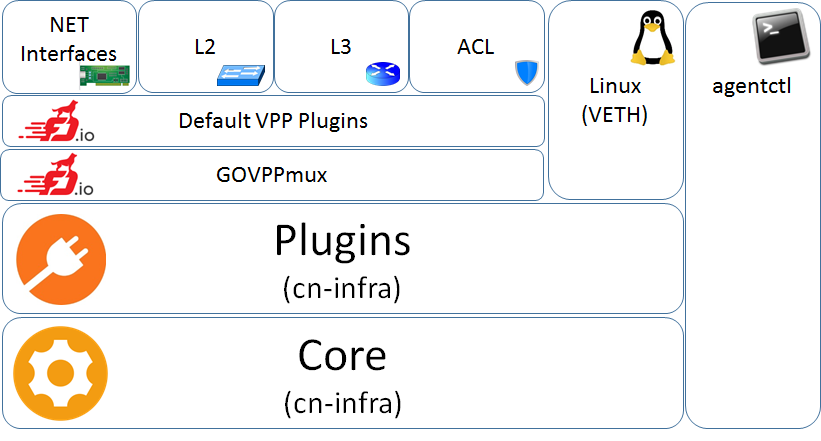 NET
Interfaces
L2
L3
ACL
Linux
(VETH)
agentctl
>_
.io
Default VPP Plugins
.io
GOVPPmux
Plugins
(cn-infra)
Core
(cn-infra)